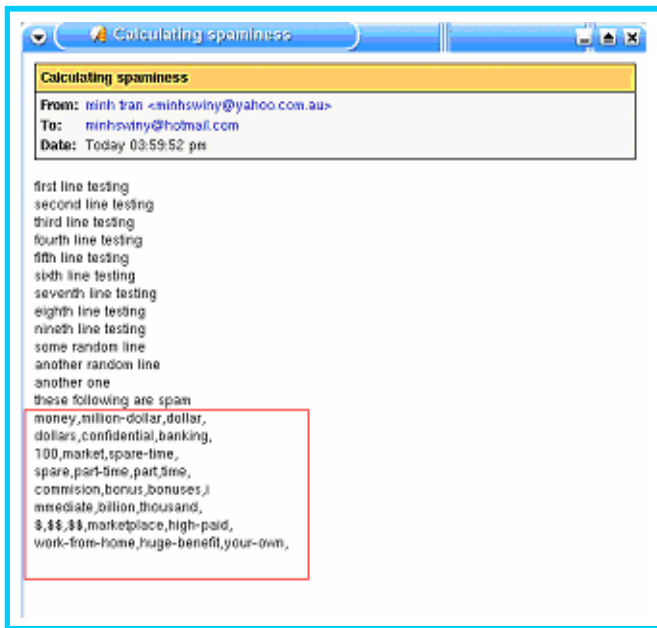 Calculating spaminess
Calculating spaminess
From: minh tran <minhswiny@yahoo.com.au>
To: minhswiny@hotmail.com
Date: Today 03:59:52 pm
first line testing
second line testing
third line testing
fourth line testing
fifth line testing
sixth line testing
seventh line testing
eighth line testing
nineth line testing
some random line
another random line
another one
these following are spam
money,million-dollar,dollar,
dollars,confidential,banking,
100,market,spare-time,
spare,part-time,part,time,
commision,bonus,bonuses,i
mmediate,billion,thousand,
$,$$,$$,marketplace,high-paid,
work-from-home,huge-benefit,your-own,